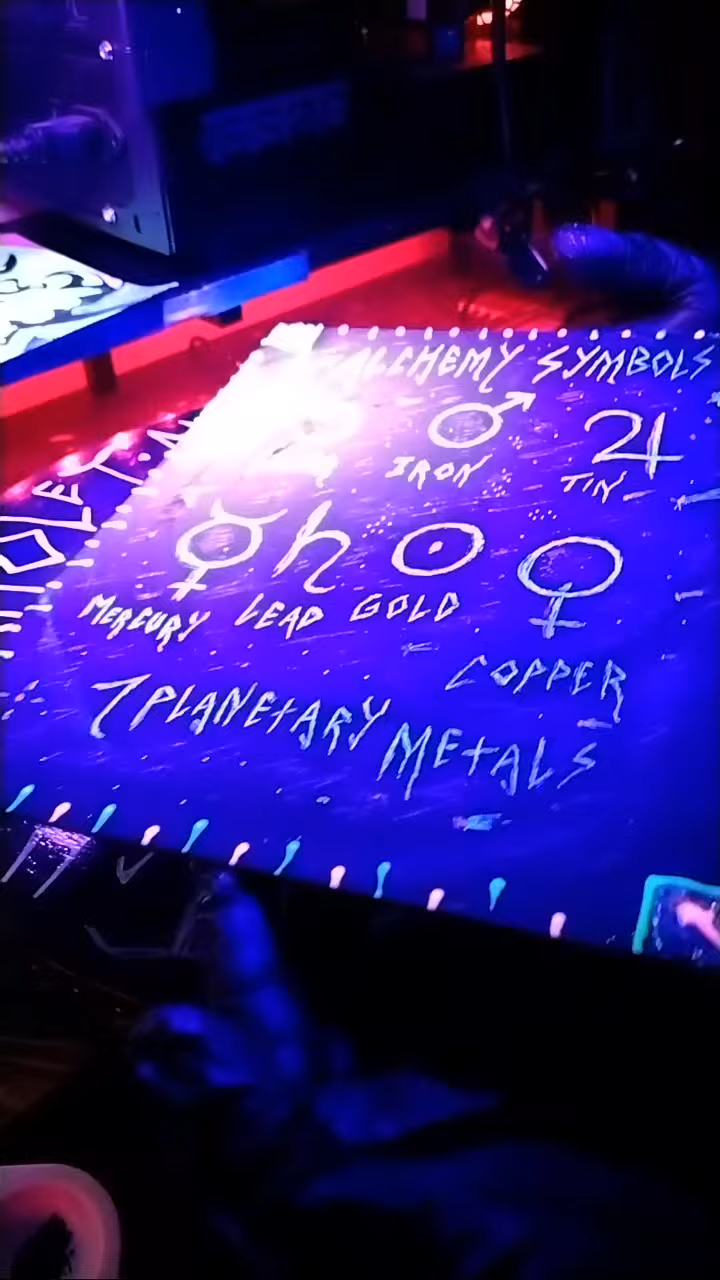 ALCHEMY SYMBOLS
IRON TIN
MERCURY LEAD GOLD
COPPER
7 PLANETARY METALS